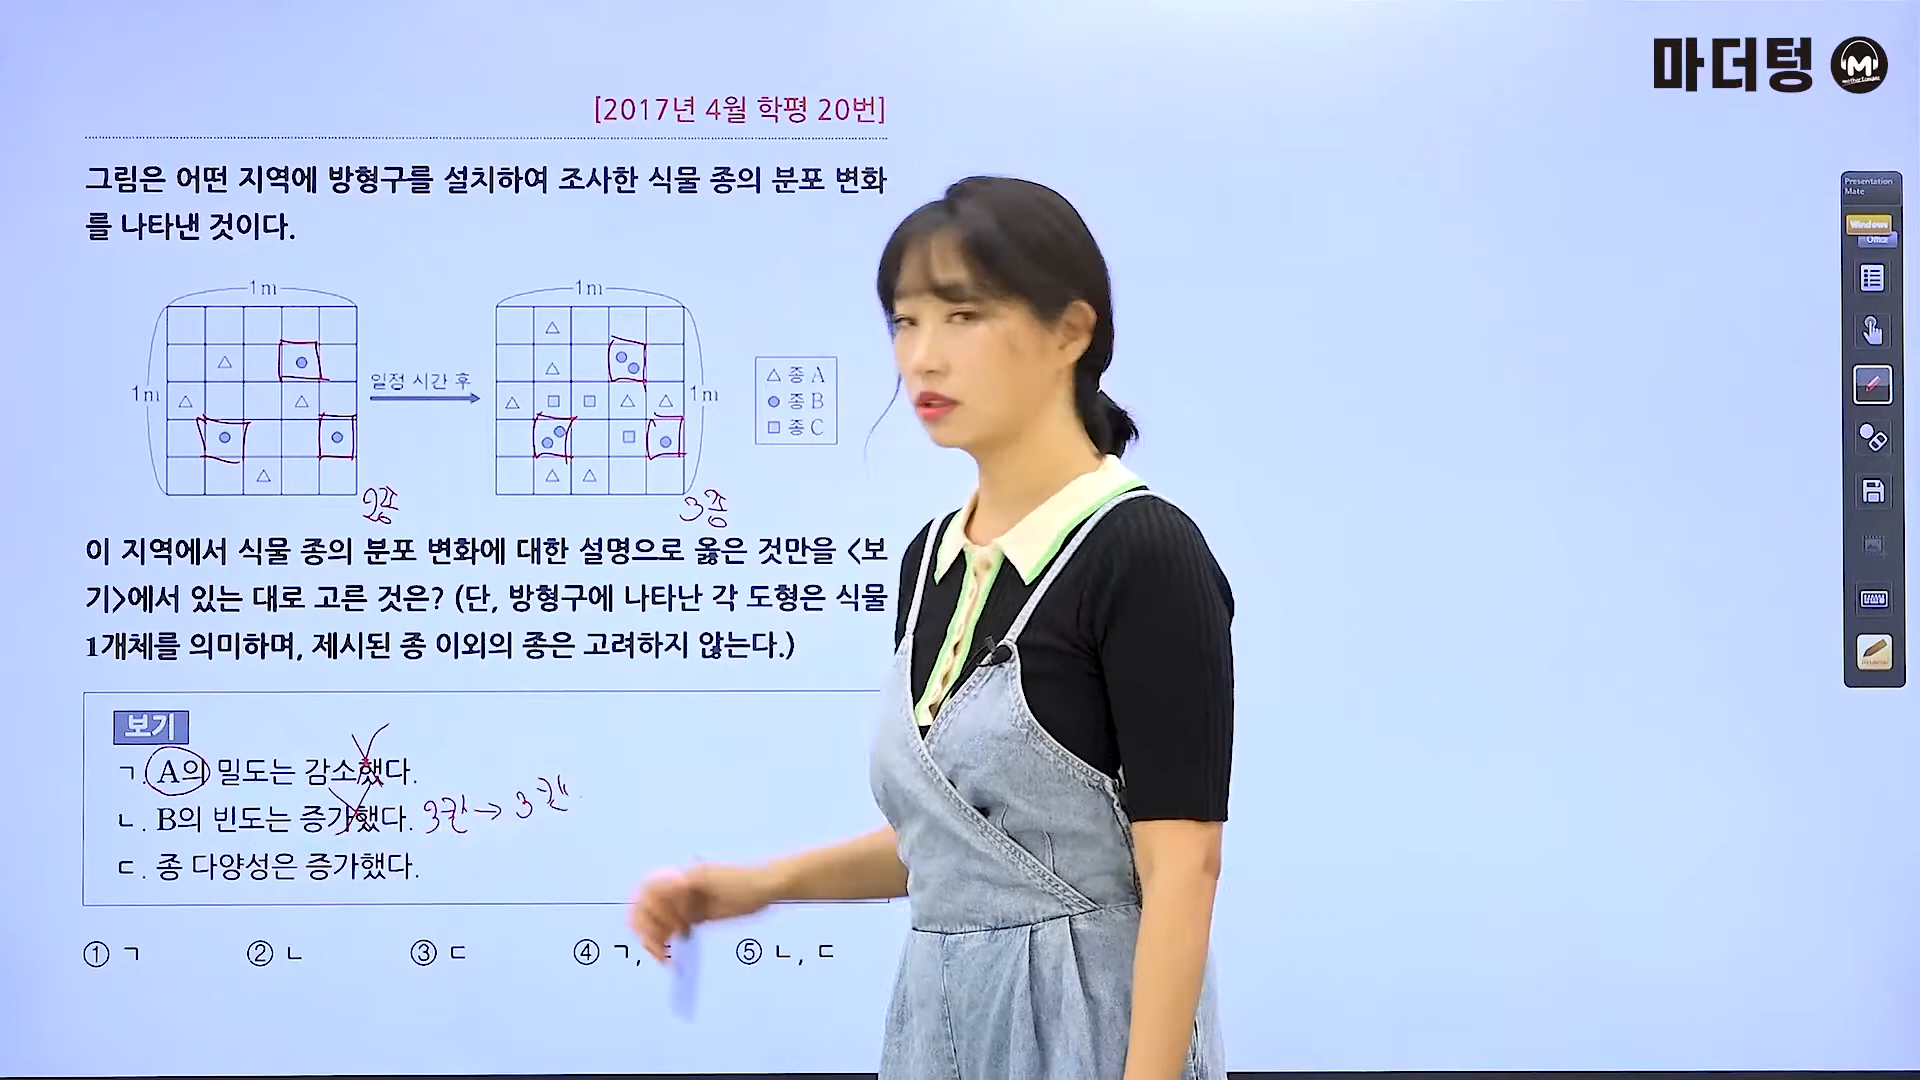 마더텅
M
[2017년 4월 학평 20번]
그림은 어떤 지역에 방형구를 설치하여 조사한 식물 종의 분포 변화
를 나타낸 것이다.
1m
1m
1m
일정 시간 후
1m
△ 종 A
종 B
□ 종 C
2종
3종
이 지역에서 식물 종의 분포 변화에 대한 설명으로 옳은 것만을 <보
기>에서 있는 대로 고른 것은? (단, 방형구에 나타난 각 도형은 식물
1개체를 의미하며, 제시된 종 이외의 종은 고려하지 않는다.)
보기
ㄱ. A의 밀도는 감소했다.
ㄴ. B의 빈도는 증가했다. 3칸 → 3칸
ㄷ. 종 다양성은 증가했다.
① ㄱ ② ㄴ ③ ㄷ ④ ㄱ, ⑤ ㄴ, ㄷ
Presentation
Mate
Windows
Office